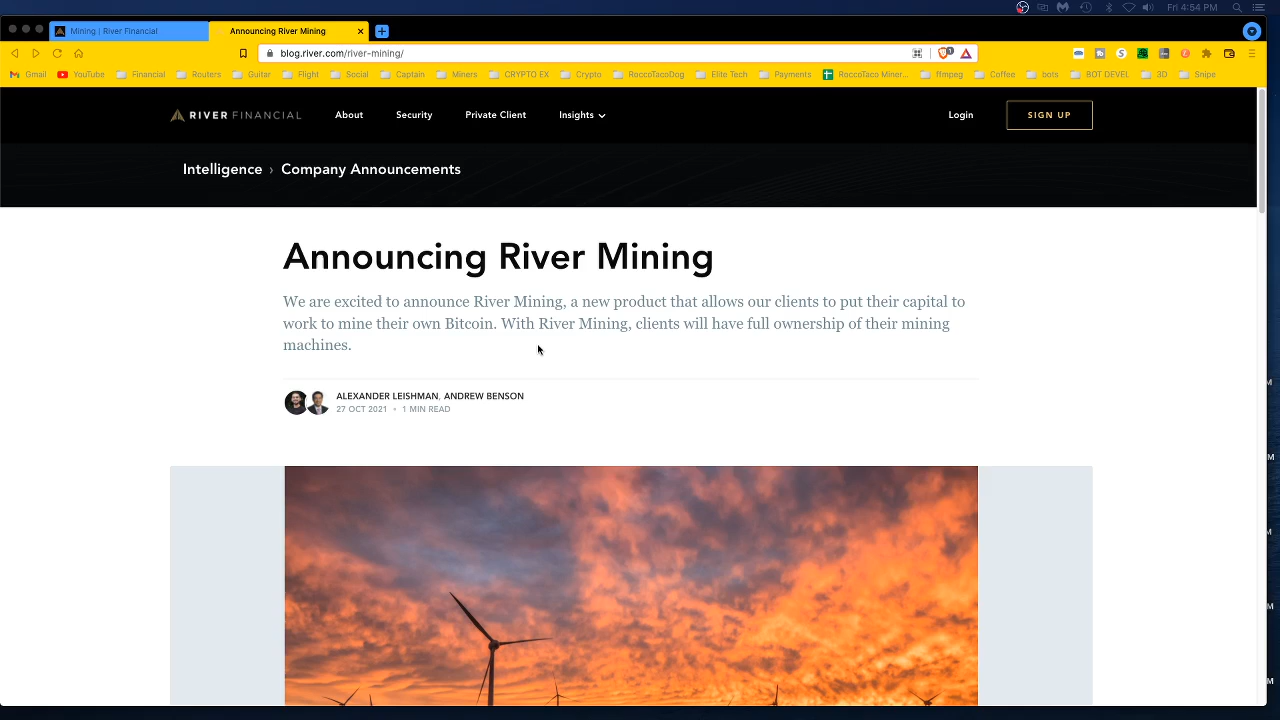 Fri 4:54 PM
Mining | River Financial
Announcing River Mining
blog.river.com/river-mining/
Gmail
YouTube
Financial
Routers
Guitar
Flight
Social
Captain
Miners
CRYPTO EX
Crypto
RoccoTacoDog
Elite Tech
Payments
RoccoTaco Miner...
ffmpeg
Coffee
bots
BOT DEVEL
3D
Snipe
RIVER FINANCIAL
About
Security
Private Client
Insights
Login
SIGN UP
Intelligence › Company Announcements
Announcing River Mining
We are excited to announce River Mining, a new product that allows our clients to put their capital to
work to mine their own Bitcoin. With River Mining, clients will have full ownership of their mining
machines.
ALEXANDER LEISHMAN, ANDREW BENSON
27 OCT 2021 • 1 MIN READ